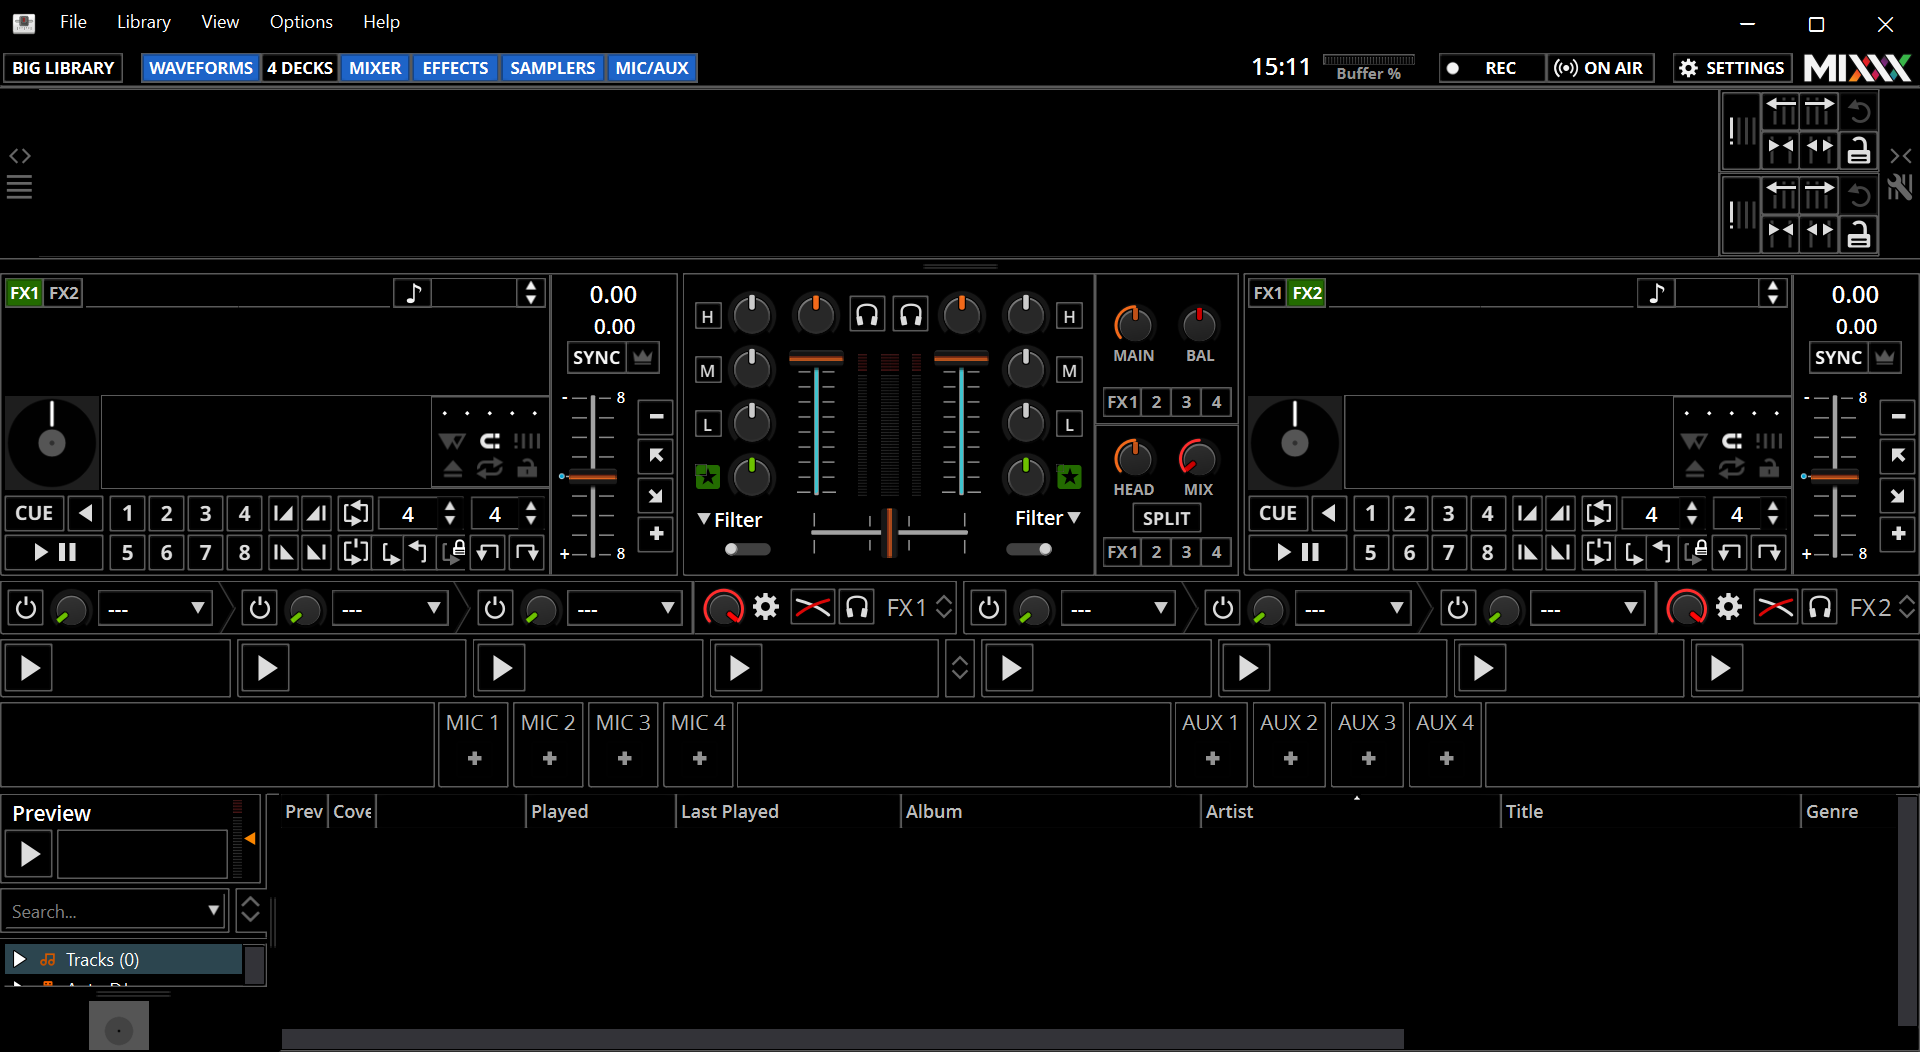 File Library View Options Help
BIG LIBRARY WAVEFORMS 4 DECKS MIXER EFFECTS SAMPLERS MIC/AUX 15:11 Buffer % REC ON AIR SETTINGS MIXXX
FX1 FX2 0.00 FX1 FX2 0.00
0.00 0.00
SYNC H H MAIN BAL SYNC
M M
- 8 FX1 2 3 4 - 8
L L
HEAD MIX
CUE 1 2 3 4 4 4 Filter Filter SPLIT CUE 1 2 3 4 4 4
5 6 7 8 + 8 FX1 2 3 4 5 6 7 8 + 8
--- --- --- FX1 --- --- --- FX2
MIC 1 MIC 2 MIC 3 MIC 4 AUX 1 AUX 2 AUX 3 AUX 4
Preview Prev Cove Played Last Played Album Artist Title Genre
Search...
Tracks (0)